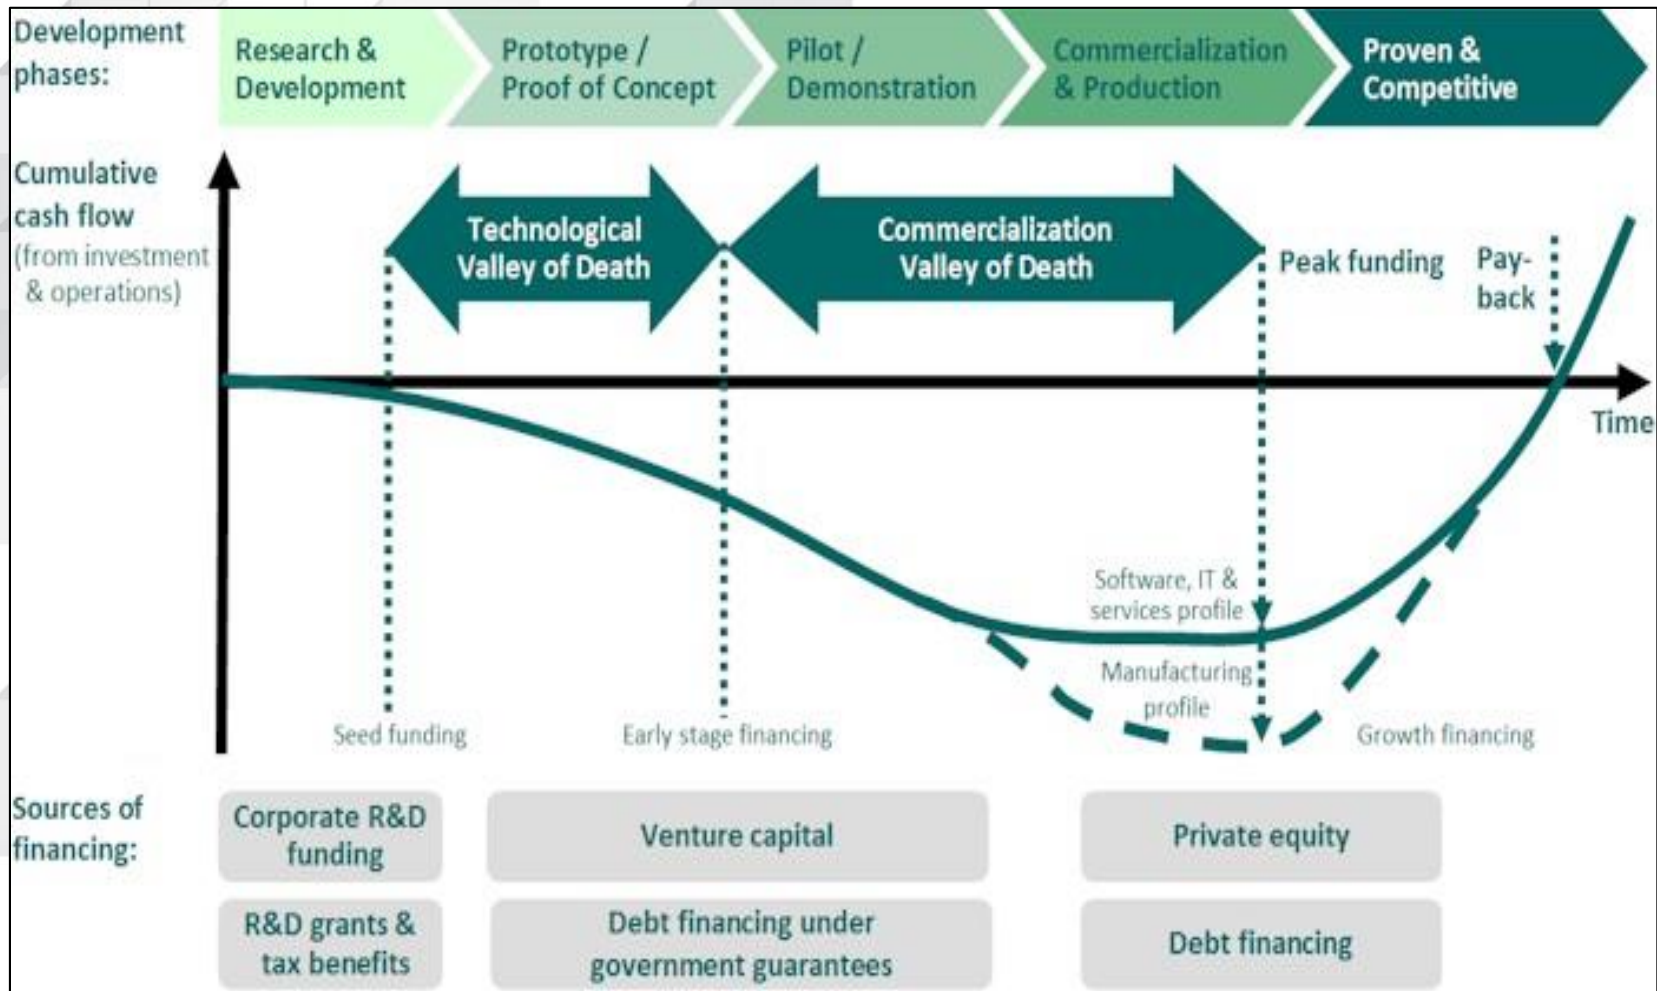 Development
phases:
Research &
Development
Prototype /
Proof of Concept
Pilot /
Demonstration
Commercialization
& Production
Proven &
Competitive
Cumulative
cash flow
(from investment
& operations)
Technological
Valley of Death
Commercialization
Valley of Death
Peak funding
Pay-
back
Time
Software, IT &
services profile
Manufacturing
profile
Seed funding
Early stage financing
Growth financing
Sources of
financing:
Corporate R&D
funding
Venture capital
Private equity
R&D grants &
tax benefits
Debt financing under
government guarantees
Debt financing